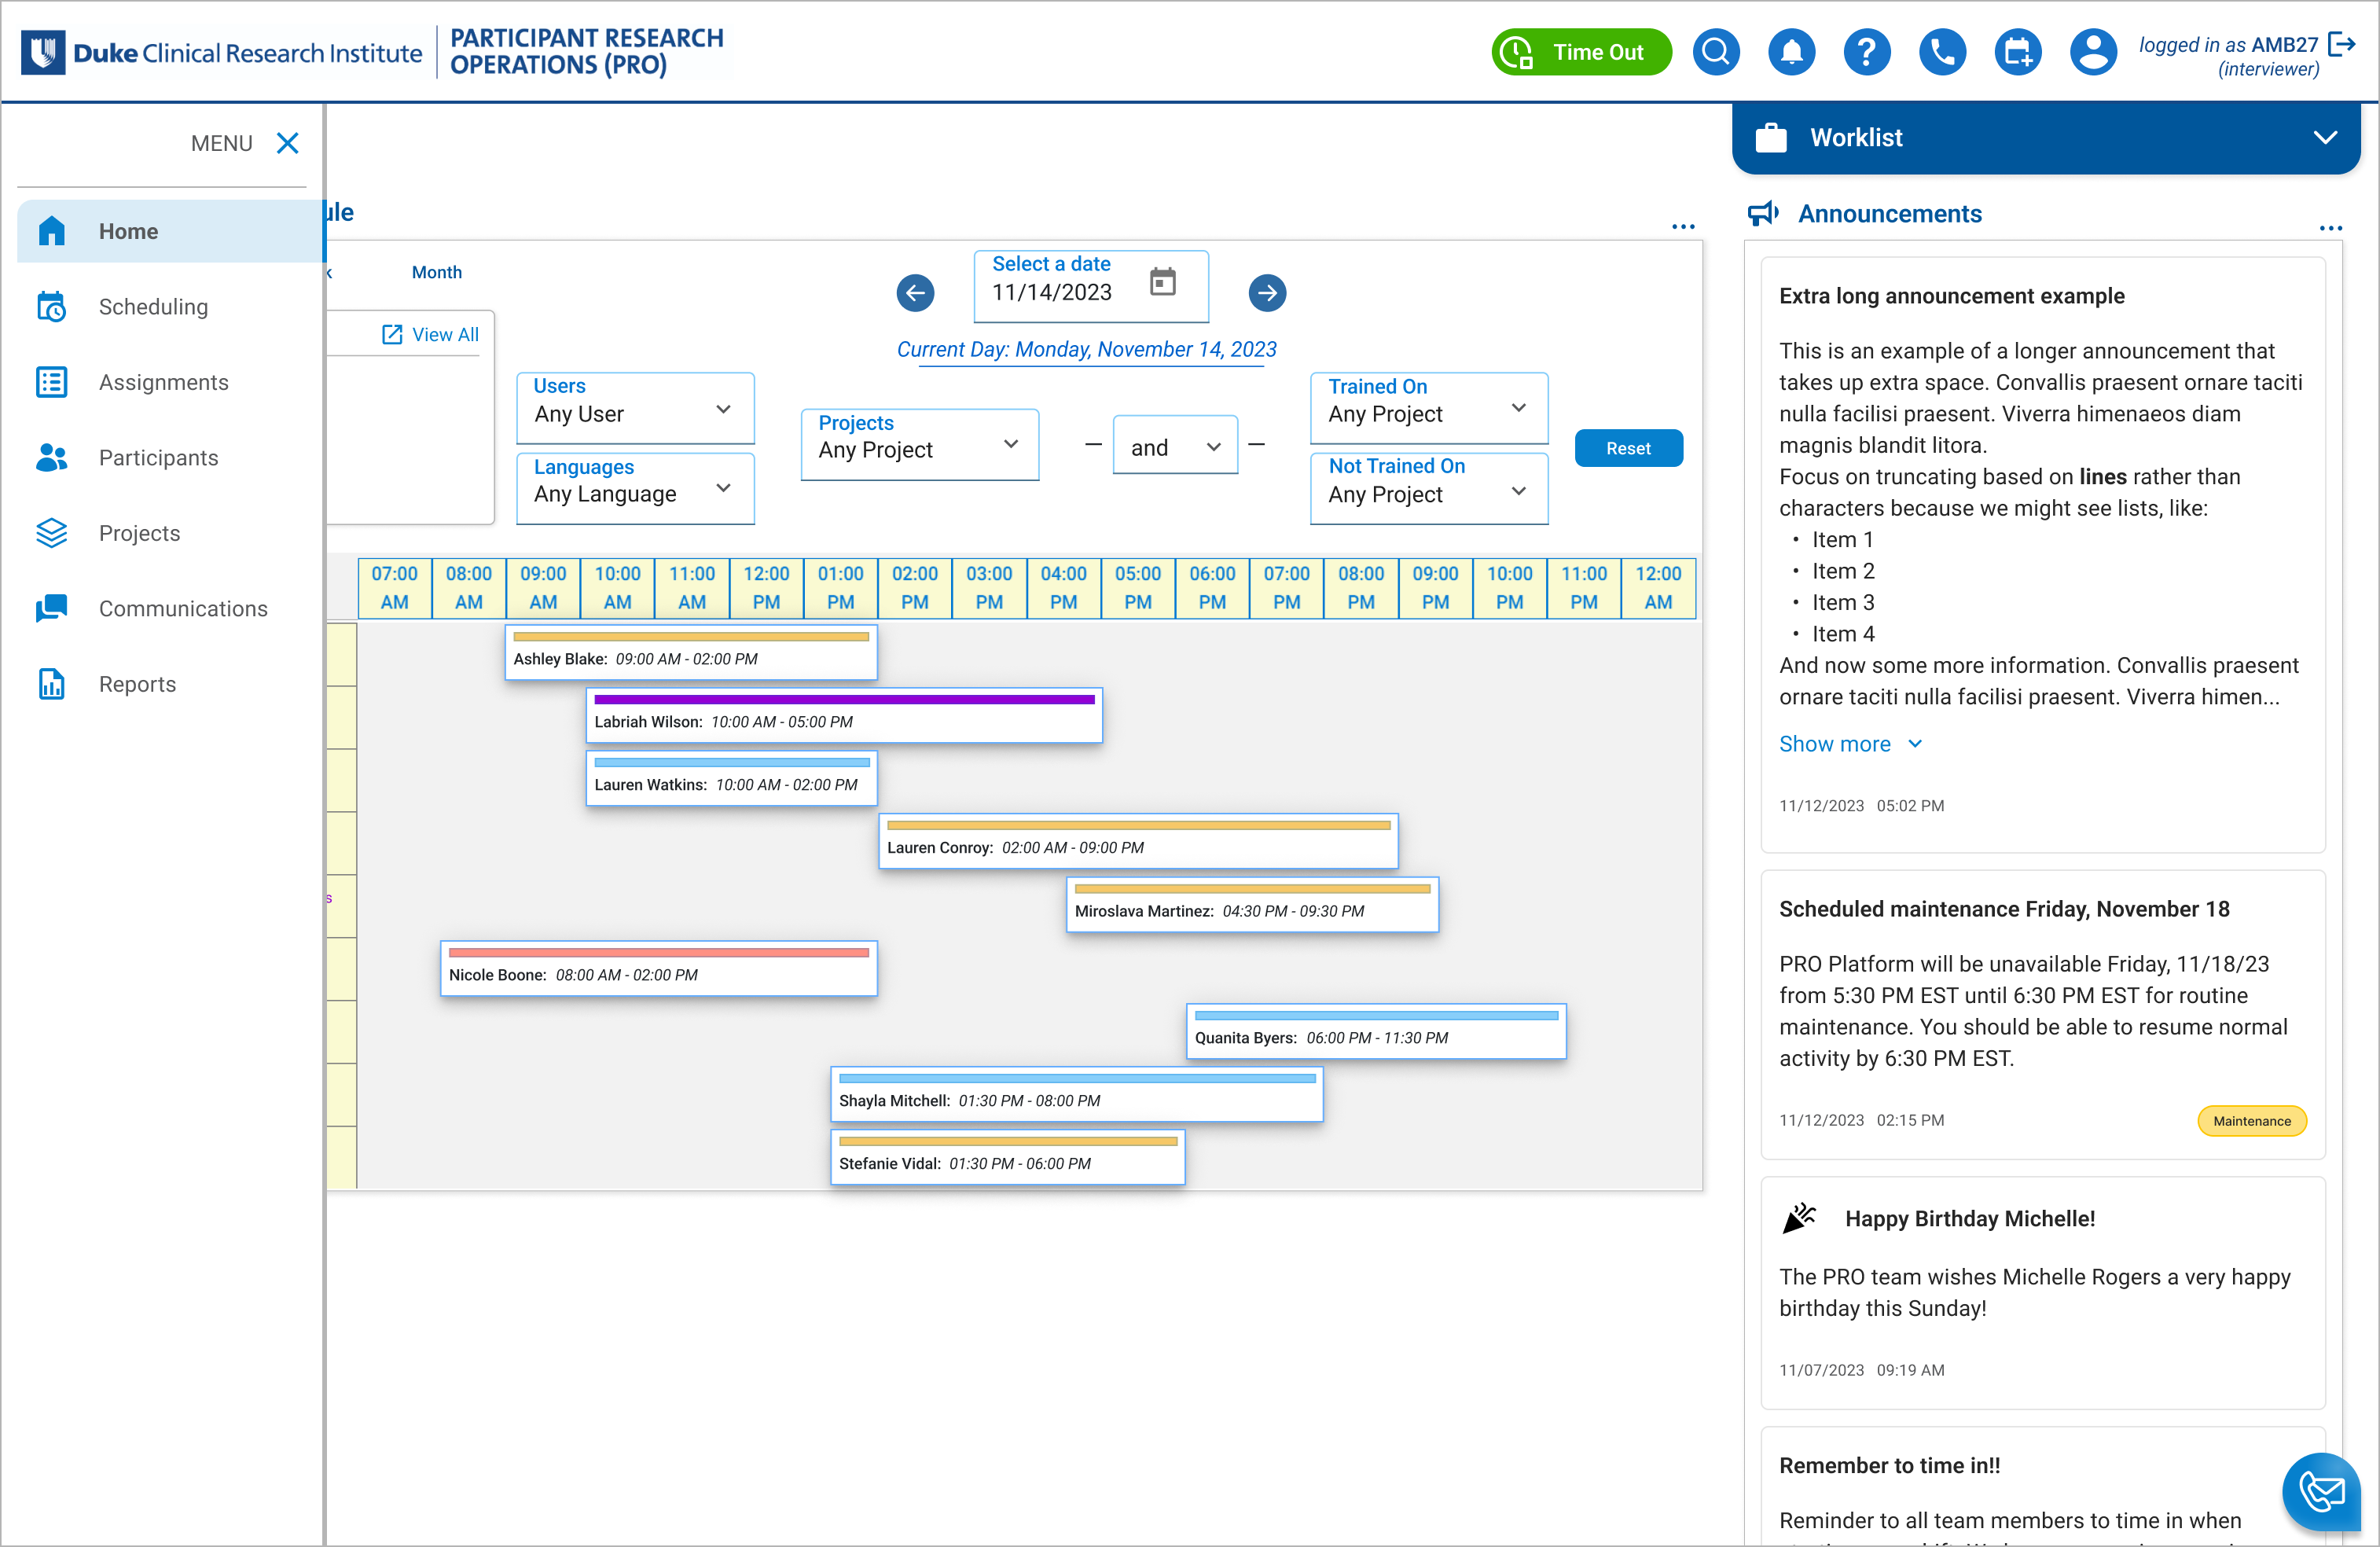 Duke Clinical Research Institute
PARTICIPANT RESEARCH
OPERATIONS (PRO)
Time Out
logged in as AMB27
(interviewer)
MENU
Home
Scheduling
Assignments
Participants
Projects
Communications
Reports
ule
k
Month
View All
Select a date
11/14/2023
Current Day: Monday, November 14, 2023
Users
Any User
Languages
Any Language
Projects
Any Project
and
Trained On
Any Project
Not Trained On
Any Project
Reset
07:00 AM
08:00 AM
09:00 AM
10:00 AM
11:00 AM
12:00 PM
01:00 PM
02:00 PM
03:00 PM
04:00 PM
05:00 PM
06:00 PM
07:00 PM
08:00 PM
09:00 PM
10:00 PM
11:00 PM
12:00 AM
Ashley Blake: 09:00 AM - 02:00 PM
Labriah Wilson: 10:00 AM - 05:00 PM
Lauren Watkins: 10:00 AM - 02:00 PM
Lauren Conroy: 02:00 AM - 09:00 PM
s
Miroslava Martinez: 04:30 PM - 09:30 PM
Nicole Boone: 08:00 AM - 02:00 PM
Quanita Byers: 06:00 PM - 11:30 PM
Shayla Mitchell: 01:30 PM - 08:00 PM
Stefanie Vidal: 01:30 PM - 06:00 PM
Worklist
Announcements
Extra long announcement example
This is an example of a longer announcement that
takes up extra space. Convallis praesent ornare taciti
nulla facilisi praesent. Viverra himenaeos diam
magnis blandit litora.
Focus on truncating based on lines rather than
characters because we might see lists, like:
• Item 1
• Item 2
• Item 3
• Item 4
And now some more information. Convallis praesent
ornare taciti nulla facilisi praesent. Viverra himen...
Show more
11/12/2023 05:02 PM
Scheduled maintenance Friday, November 18
PRO Platform will be unavailable Friday, 11/18/23
from 5:30 PM EST until 6:30 PM EST for routine
maintenance. You should be able to resume normal
activity by 6:30 PM EST.
11/12/2023 02:15 PM
Maintenance
Happy Birthday Michelle!
The PRO team wishes Michelle Rogers a very happy
birthday this Sunday!
11/07/2023 09:19 AM
Remember to time in!!
Reminder to all team members to time in when